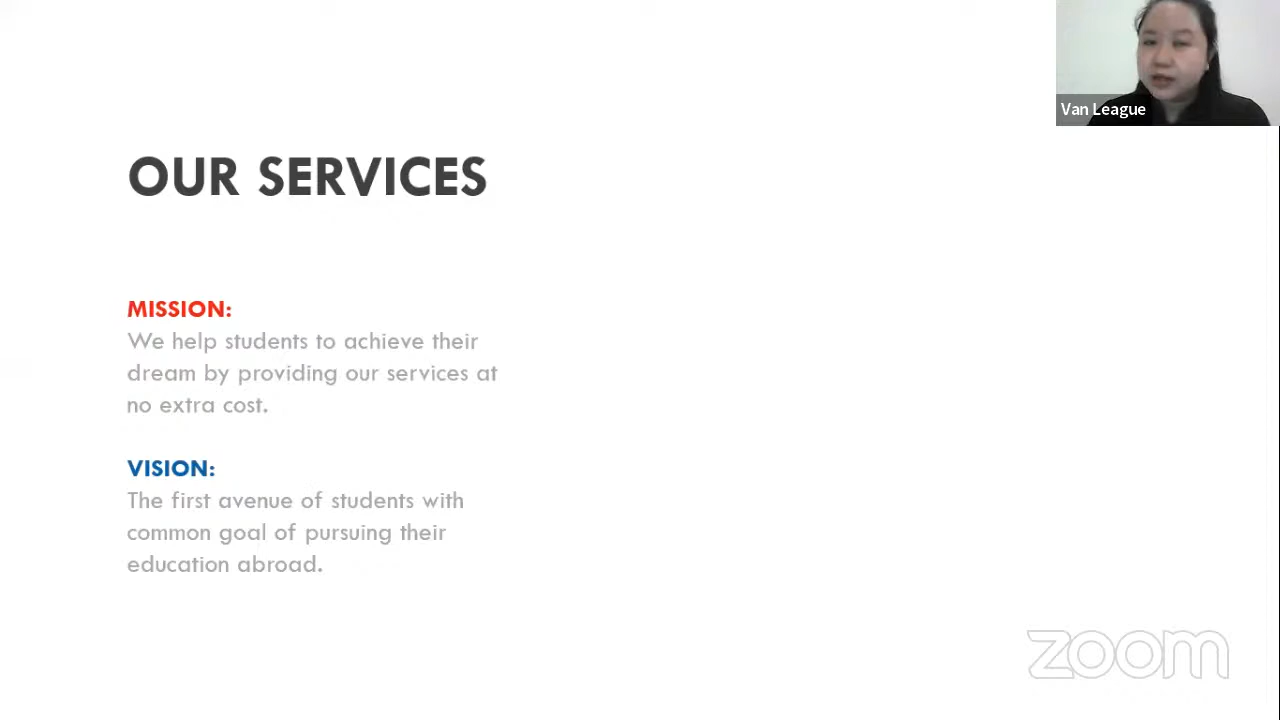 Van League
OUR SERVICES
MISSION:
We help students to achieve their
dream by providing our services at
no extra cost.
VISION:
The first avenue of students with
common goal of pursuing their
education abroad.
zoom